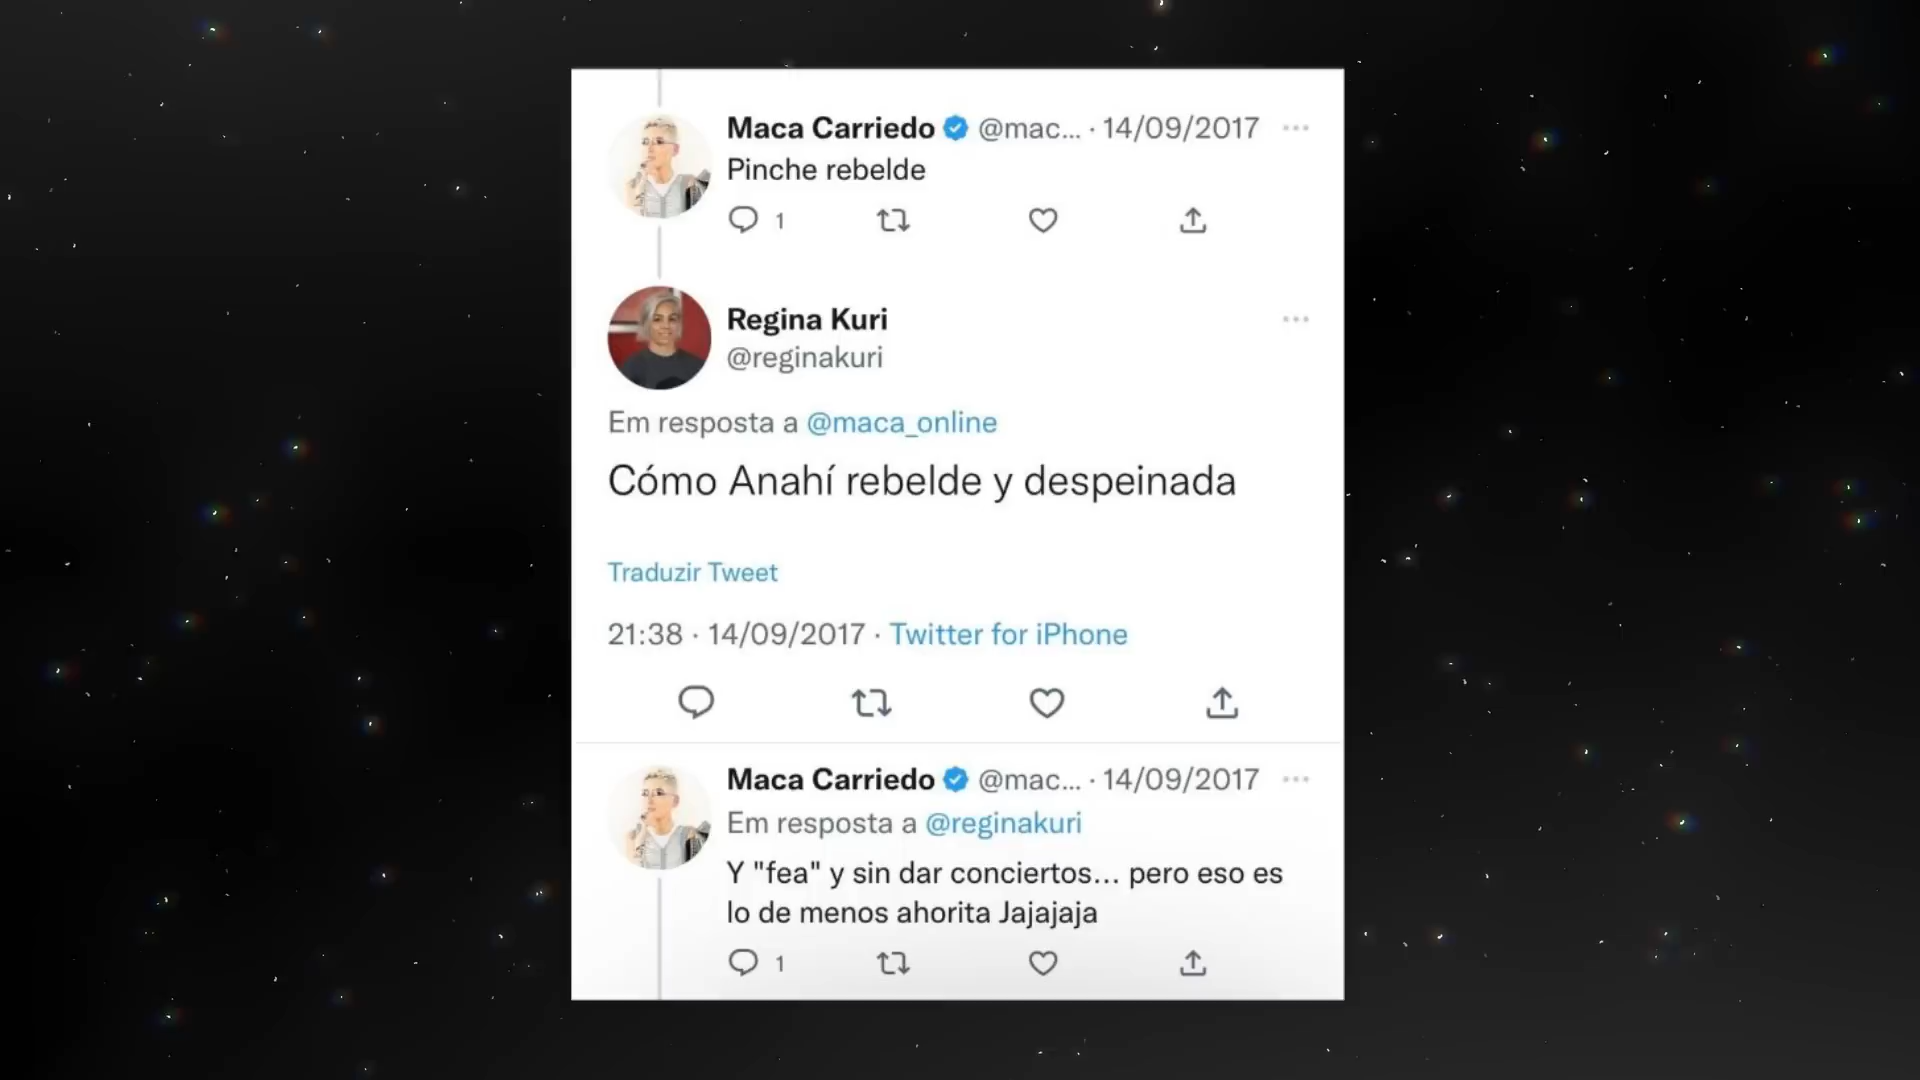 Maca Carriedo @mac... · 14/09/2017
Pinche rebelde
1
Regina Kuri
@reginakuri
Em resposta a @maca_online
Cómo Anahí rebelde y despeinada
Traduzir Tweet
21:38 · 14/09/2017 · Twitter for iPhone
Maca Carriedo @mac... · 14/09/2017
Em resposta a @reginakuri
Y "fea" y sin dar conciertos... pero eso es
lo de menos ahorita Jajajaja
1